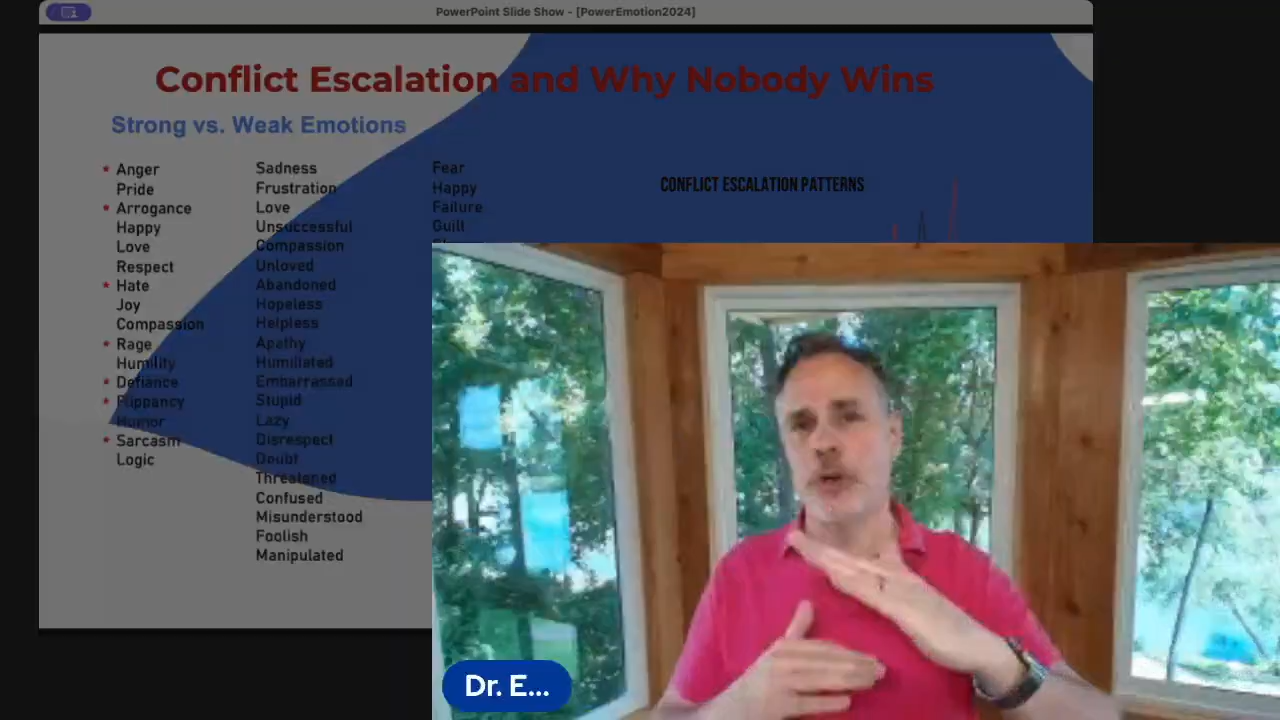 PowerPoint Slide Show - [PowerEmotion2024]
Conflict Escalation and Why Nobody Wins
Strong vs. Weak Emotions
Anger
Pride
Arrogance
Happy
Love
Respect
Hate
Joy
Compassion
Rage
Humility
Defiance
Flippancy
Humor
Sarcasm
Logic
Sadness
Frustration
Love
Unsuccessful
Compassion
Unloved
Abandoned
Hopeless
Helpless
Apathy
Humiliated
Embarrassad
Stupid
Lazy
Disrespect
Doubt
Threatened
Confused
Misunderstood
Foolish
Manipulated
Fear
Happy
Failure
Guilt
CONFLICT ESCALATION PATTERNS
Dr. E...